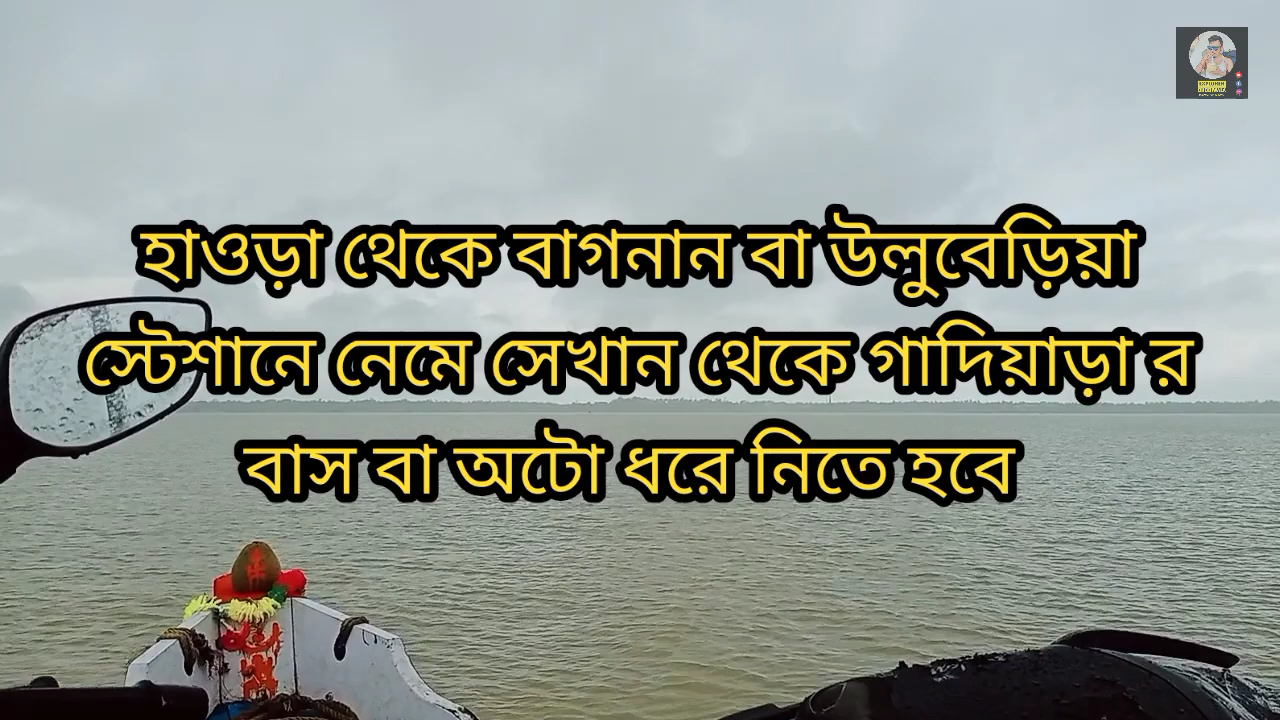 হাওড়া থেকে বাগনান বা উলুবেড়িয়া
স্টেশানে নেমে সেখান থেকে গাদিয়াড়া র
বাস বা অটো ধরে নিতে হবে